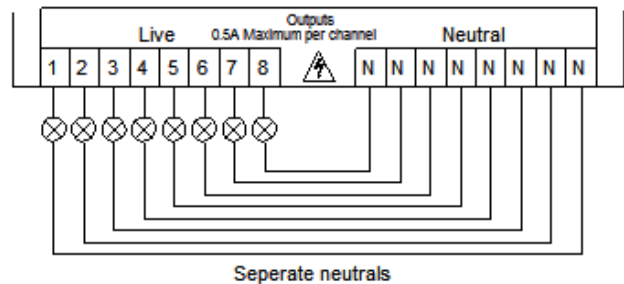 Outputs
Live 0.5A Maximum per channel Neutral
1 2 3 4 5 6 7 8 N N N N N N N N
Seperate neutrals